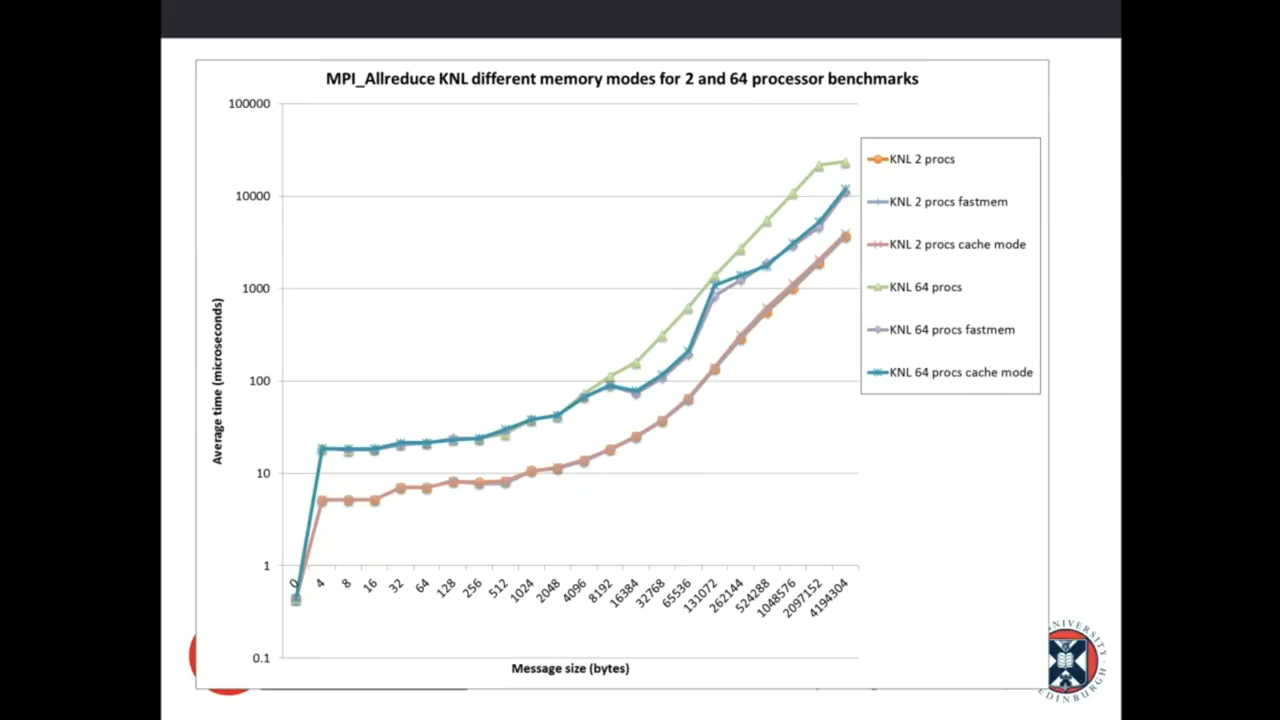 MPI_Allreduce KNL different memory modes for 2 and 64 processor benchmarks
100000
10000
1000
100
10
1
0.1
Average time (microseconds)
0
4
8
16
32
64
128
256
512
1024
2048
4096
8192
16384
32768
65536
131072
262144
524288
1048576
2097152
4194304
Message size (bytes)
KNL 2 procs
KNL 2 procs fastmem
KNL 2 procs cache mode
KNL 64 procs
KNL 64 procs fastmem
KNL 64 procs cache mode
NIVERSITY
EDINBURGH